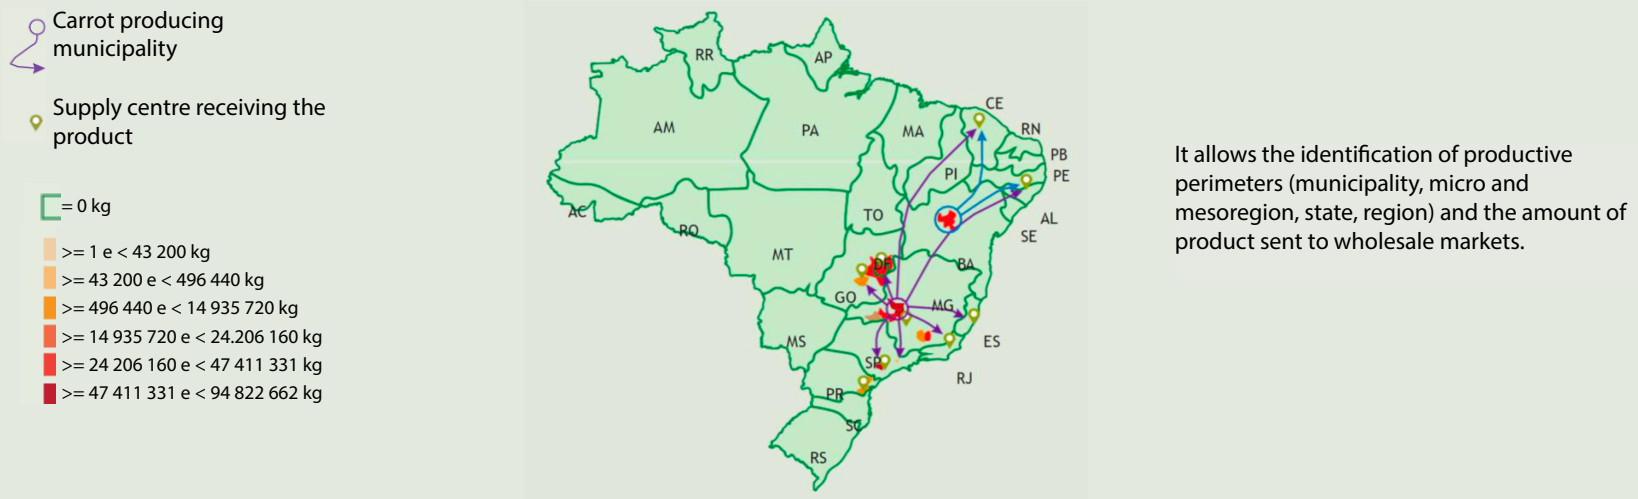 Carrot producing
municipality
Supply centre receiving the
product
= 0 kg
>= 1 e < 43 200 kg
>= 43 200 e < 496 440 kg
>= 496 440 e < 14 935 720 kg
>= 14 935 720 e < 24.206 160 kg
>= 24 206 160 e < 47 411 331 kg
>= 47 411 331 e < 94 822 662 kg
RR
AP
AM
PA
MA
CE
RN
PB
PE
PI
AC
RO
TO
AL
SE
MT
DF
BA
GO
MG
MS
ES
SP
RJ
PR
SC
RS
It allows the identification of productive
perimeters (municipality, micro and
mesoregion, state, region) and the amount of
product sent to wholesale markets.